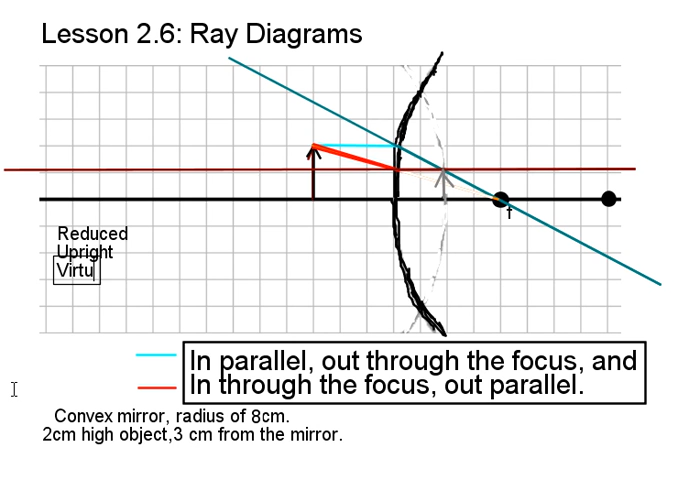 Lesson 2.6: Ray Diagrams
f
Reduced
Upright
Virtu
In parallel, out through the focus, and
In through the focus, out parallel.
Convex mirror, radius of 8cm.
2cm high object,3 cm from the mirror.